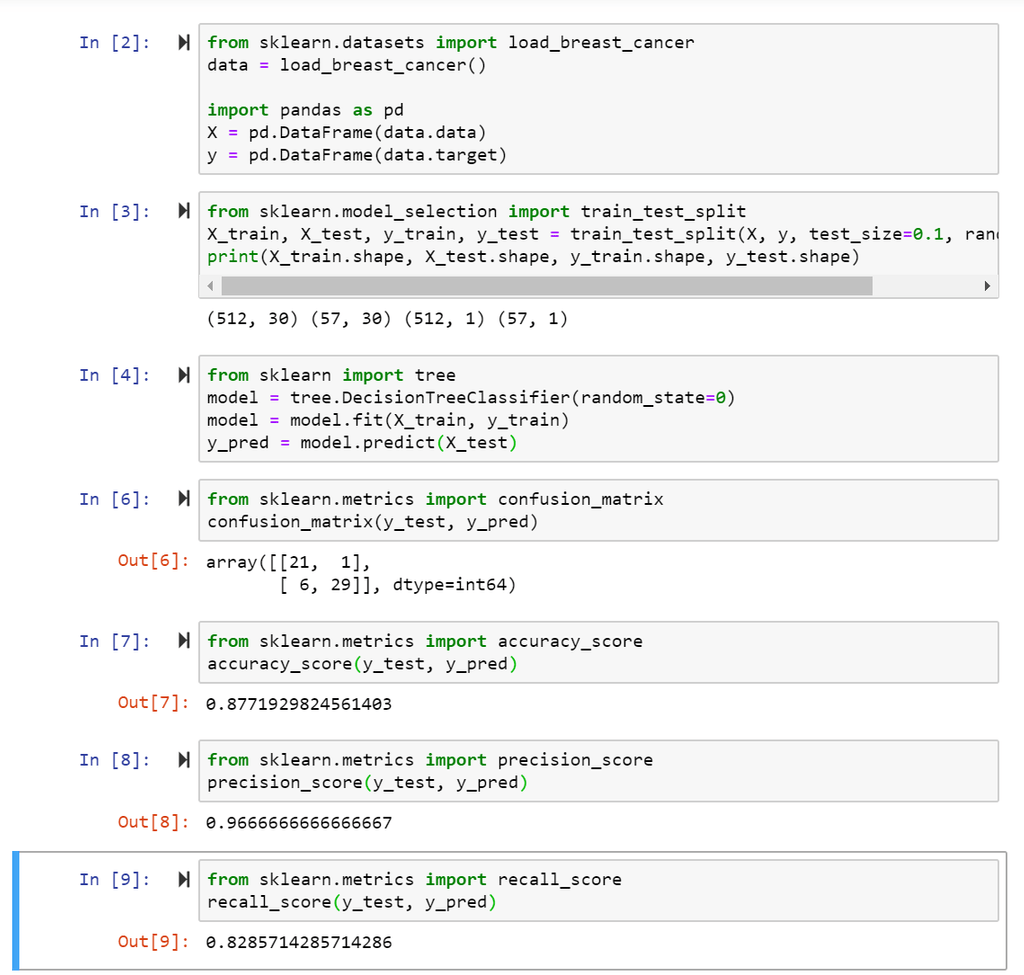 In [2]:
from sklearn.datasets import load_breast_cancer
data = load_breast_cancer()
import pandas as pd
X = pd.DataFrame(data.data)
y = pd.DataFrame(data.target)
In [3]:
from sklearn.model_selection import train_test_split
X_train, X_test, y_train, y_test = train_test_split(X, y, test_size=0.1,
print(X_train.shape, X_test.shape, y_train.shape, y_test.shape)
(512, 30) (57, 30) (512, 1) (57, 1)
In [4]:
from sklearn import tree
model = tree.DecisionTreeClassifier(random_state=0)
model = model.fit(X_train, y_train)
y_pred = model.predict(X_test)
In [6]:
from sklearn.metrics import confusion_matrix
confusion_matrix(y_test, y_pred)
Out[6]:
array([[21,  1],
       [ 6, 29]], dtype=int64)
In [7]:
from sklearn.metrics import accuracy_score
accuracy_score(y_test, y_pred)
Out[7]:
0.8771929824561403
In [8]:
from sklearn.metrics import precision_score
precision_score(y_test, y_pred)
Out[8]:
0.9666666666666667
In [9]:
from sklearn.metrics import recall_score
recall_score(y_test, y_pred)
Out[9]:
0.8285714285714286